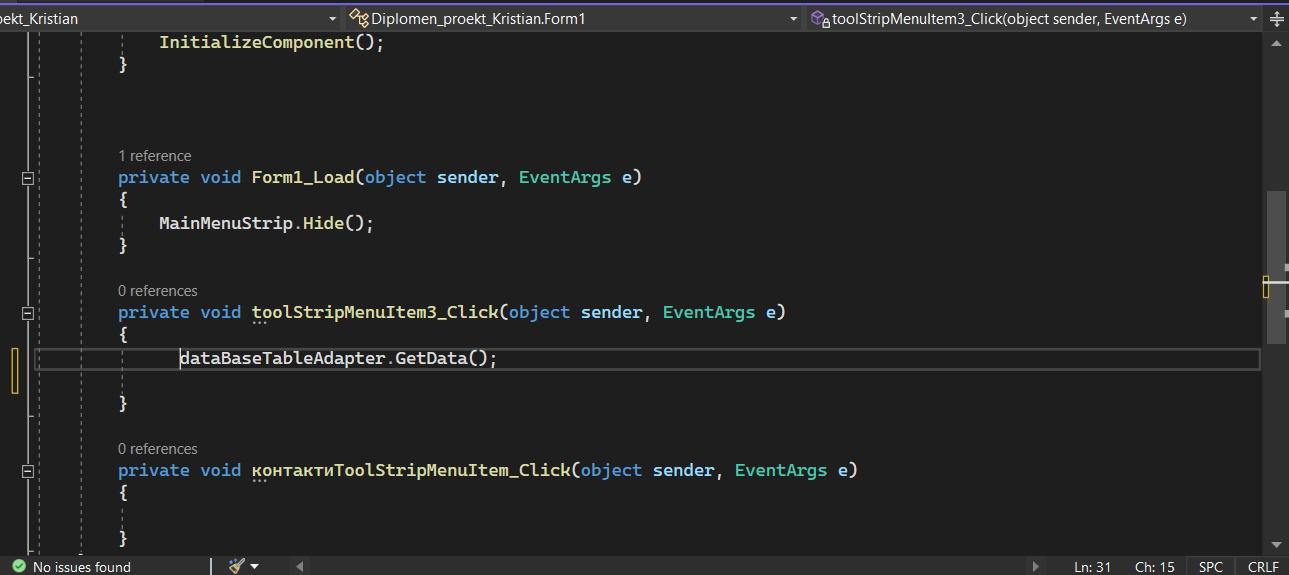 ekt_Kristian Diplomen_proekt_Kristian.Form1 toolStripMenuItem3_Click(object sender, EventArgs e)
InitializeComponent();
}
1 reference
private void Form1_Load(object sender, EventArgs e)
{
MainMenuStrip.Hide();
}
0 references
private void toolStripMenuItem3_Click(object sender, EventArgs e)
{
dataBaseTableAdapter.GetData();
}
0 references
private void контактиToolStripMenuItem_Click(object sender, EventArgs e)
{
}
No issues found Ln: 31 Ch: 15 SPC CRLF